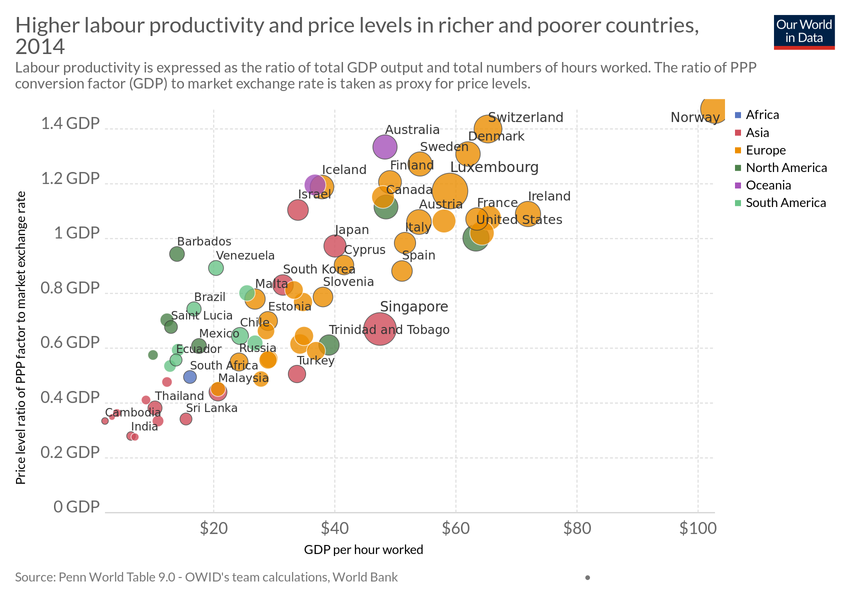 Higher labour productivity and price levels in richer and poorer countries,
2014
Our World
in Data
Labour productivity is expressed as the ratio of total GDP output and total numbers of hours worked. The ratio of PPP
conversion factor (GDP) to market exchange rate is taken as proxy for price levels.
Price level ratio of PPP factor to market exchange rate
1.4 GDP
1.2 GDP
1 GDP
0.8 GDP
0.6 GDP
0.4 GDP
0.2 GDP
0 GDP
Norway
Switzerland
Australia
Denmark
Sweden
Finland
Luxembourg
Iceland
Canada
Israel
Austria
France
Ireland
United States
Japan
Italy
Barbados
Cyprus
Spain
Venezuela
South Korea
Malta
Slovenia
Brazil
Estonia
Singapore
Saint Lucia
Chile
Trinidad and Tobago
Mexico
Ecuador
Russia
Turkey
South Africa
Malaysia
Thailand
Sri Lanka
Cambodia
India
Africa
Asia
Europe
North America
Oceania
South America
$20
$40
$60
$80
$100
GDP per hour worked
Source: Penn World Table 9.0 - OWID's team calculations, World Bank